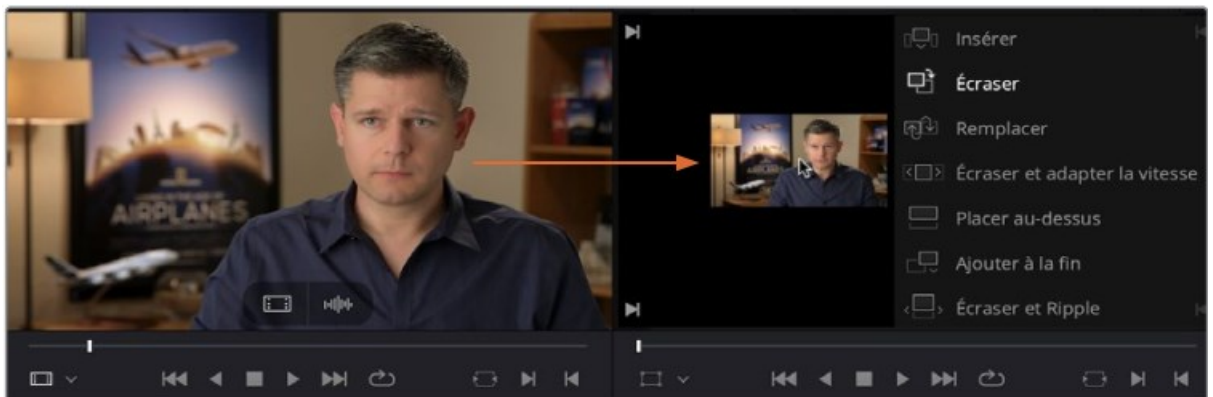 AIRPLANES
Insérer
Écraser
Remplacer
Écraser et adapter la vitesse
Placer au-dessus
Ajouter à la fin
Écraser et Ripple